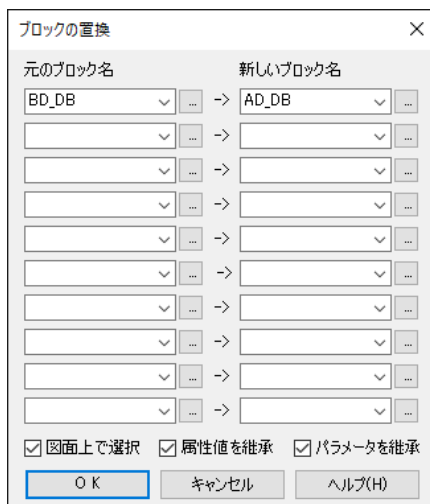 ブロックの置換
元のブロック名 新しいブロック名
BD_DB ... -> AD_DB ...
... -> ...
... -> ...
... -> ...
... -> ...
... -> ...
... -> ...
... -> ...
... -> ...
... -> ...
図面上で選択 属性値を継承 パラメータを継承
OK キャンセル ヘルプ(H)